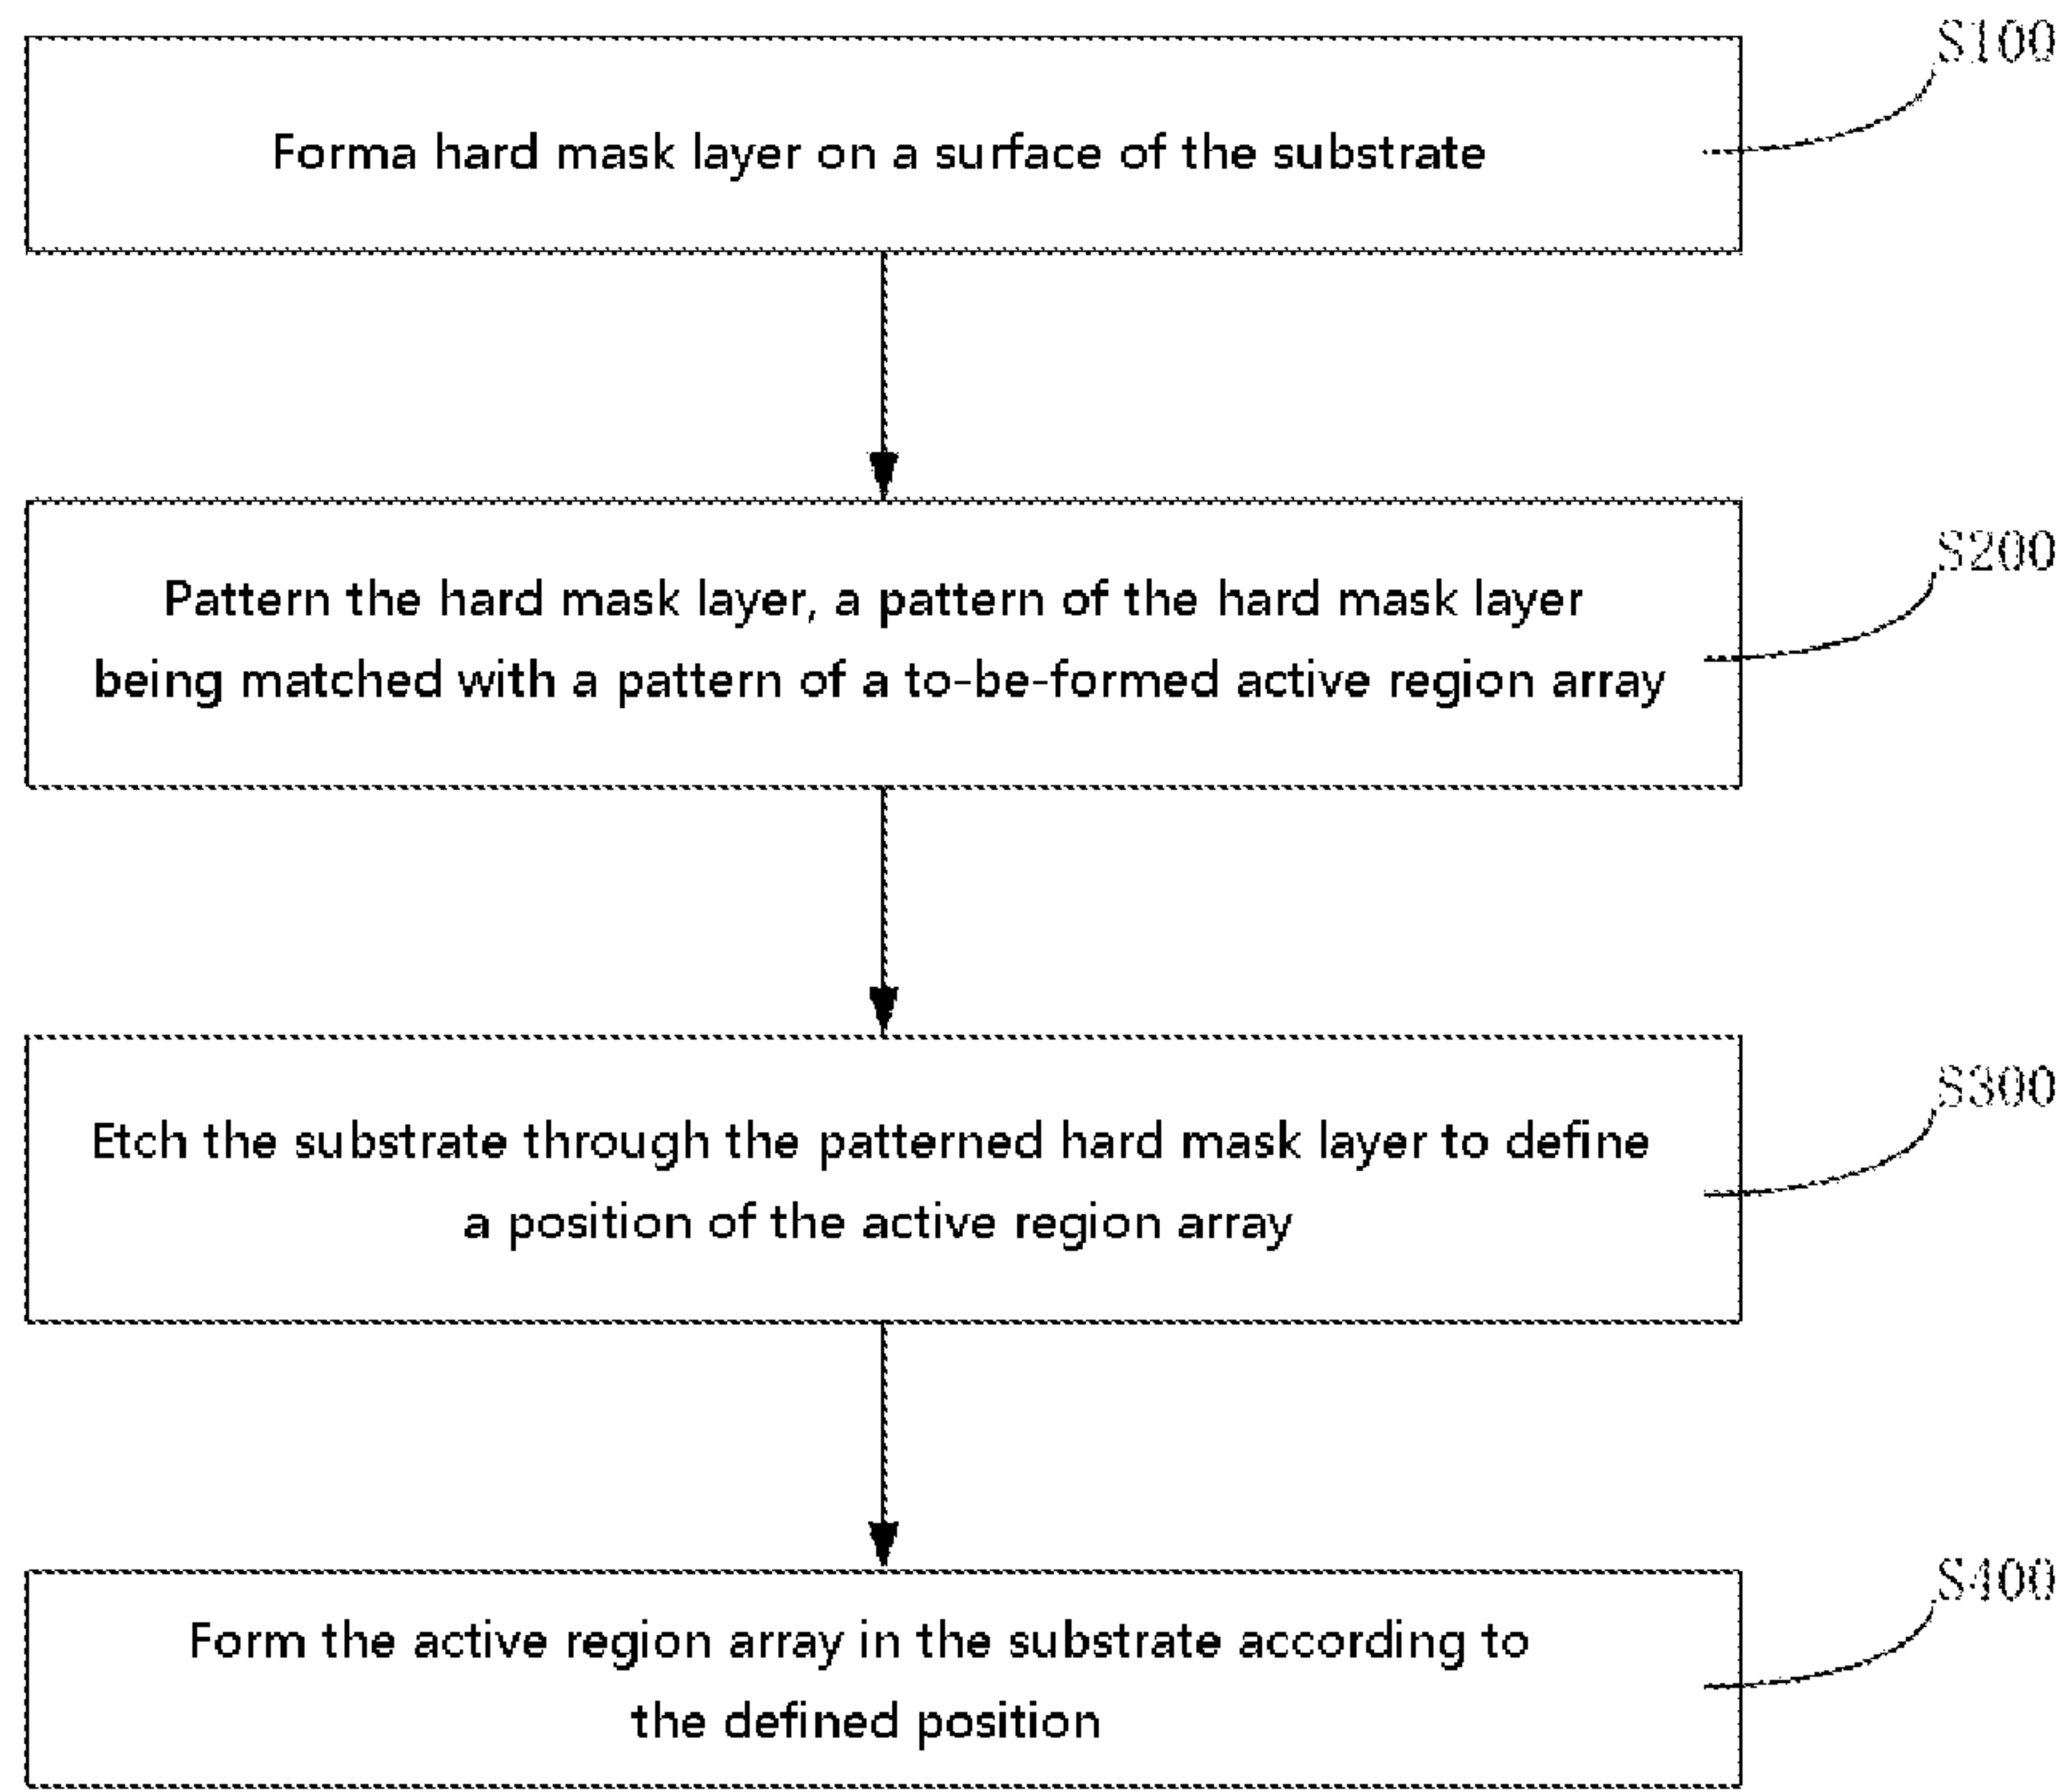 S100
Forma hard mask layer on a surface of the substrate
S200
Pattern the hard mask layer, a pattern of the hard mask layer
being matched with a pattern of a to-be-formed active region array
S300
Etch the substrate through the patterned hard mask layer to define
a position of the active region array
S400
Form the active region array in the substrate according to
the defined position